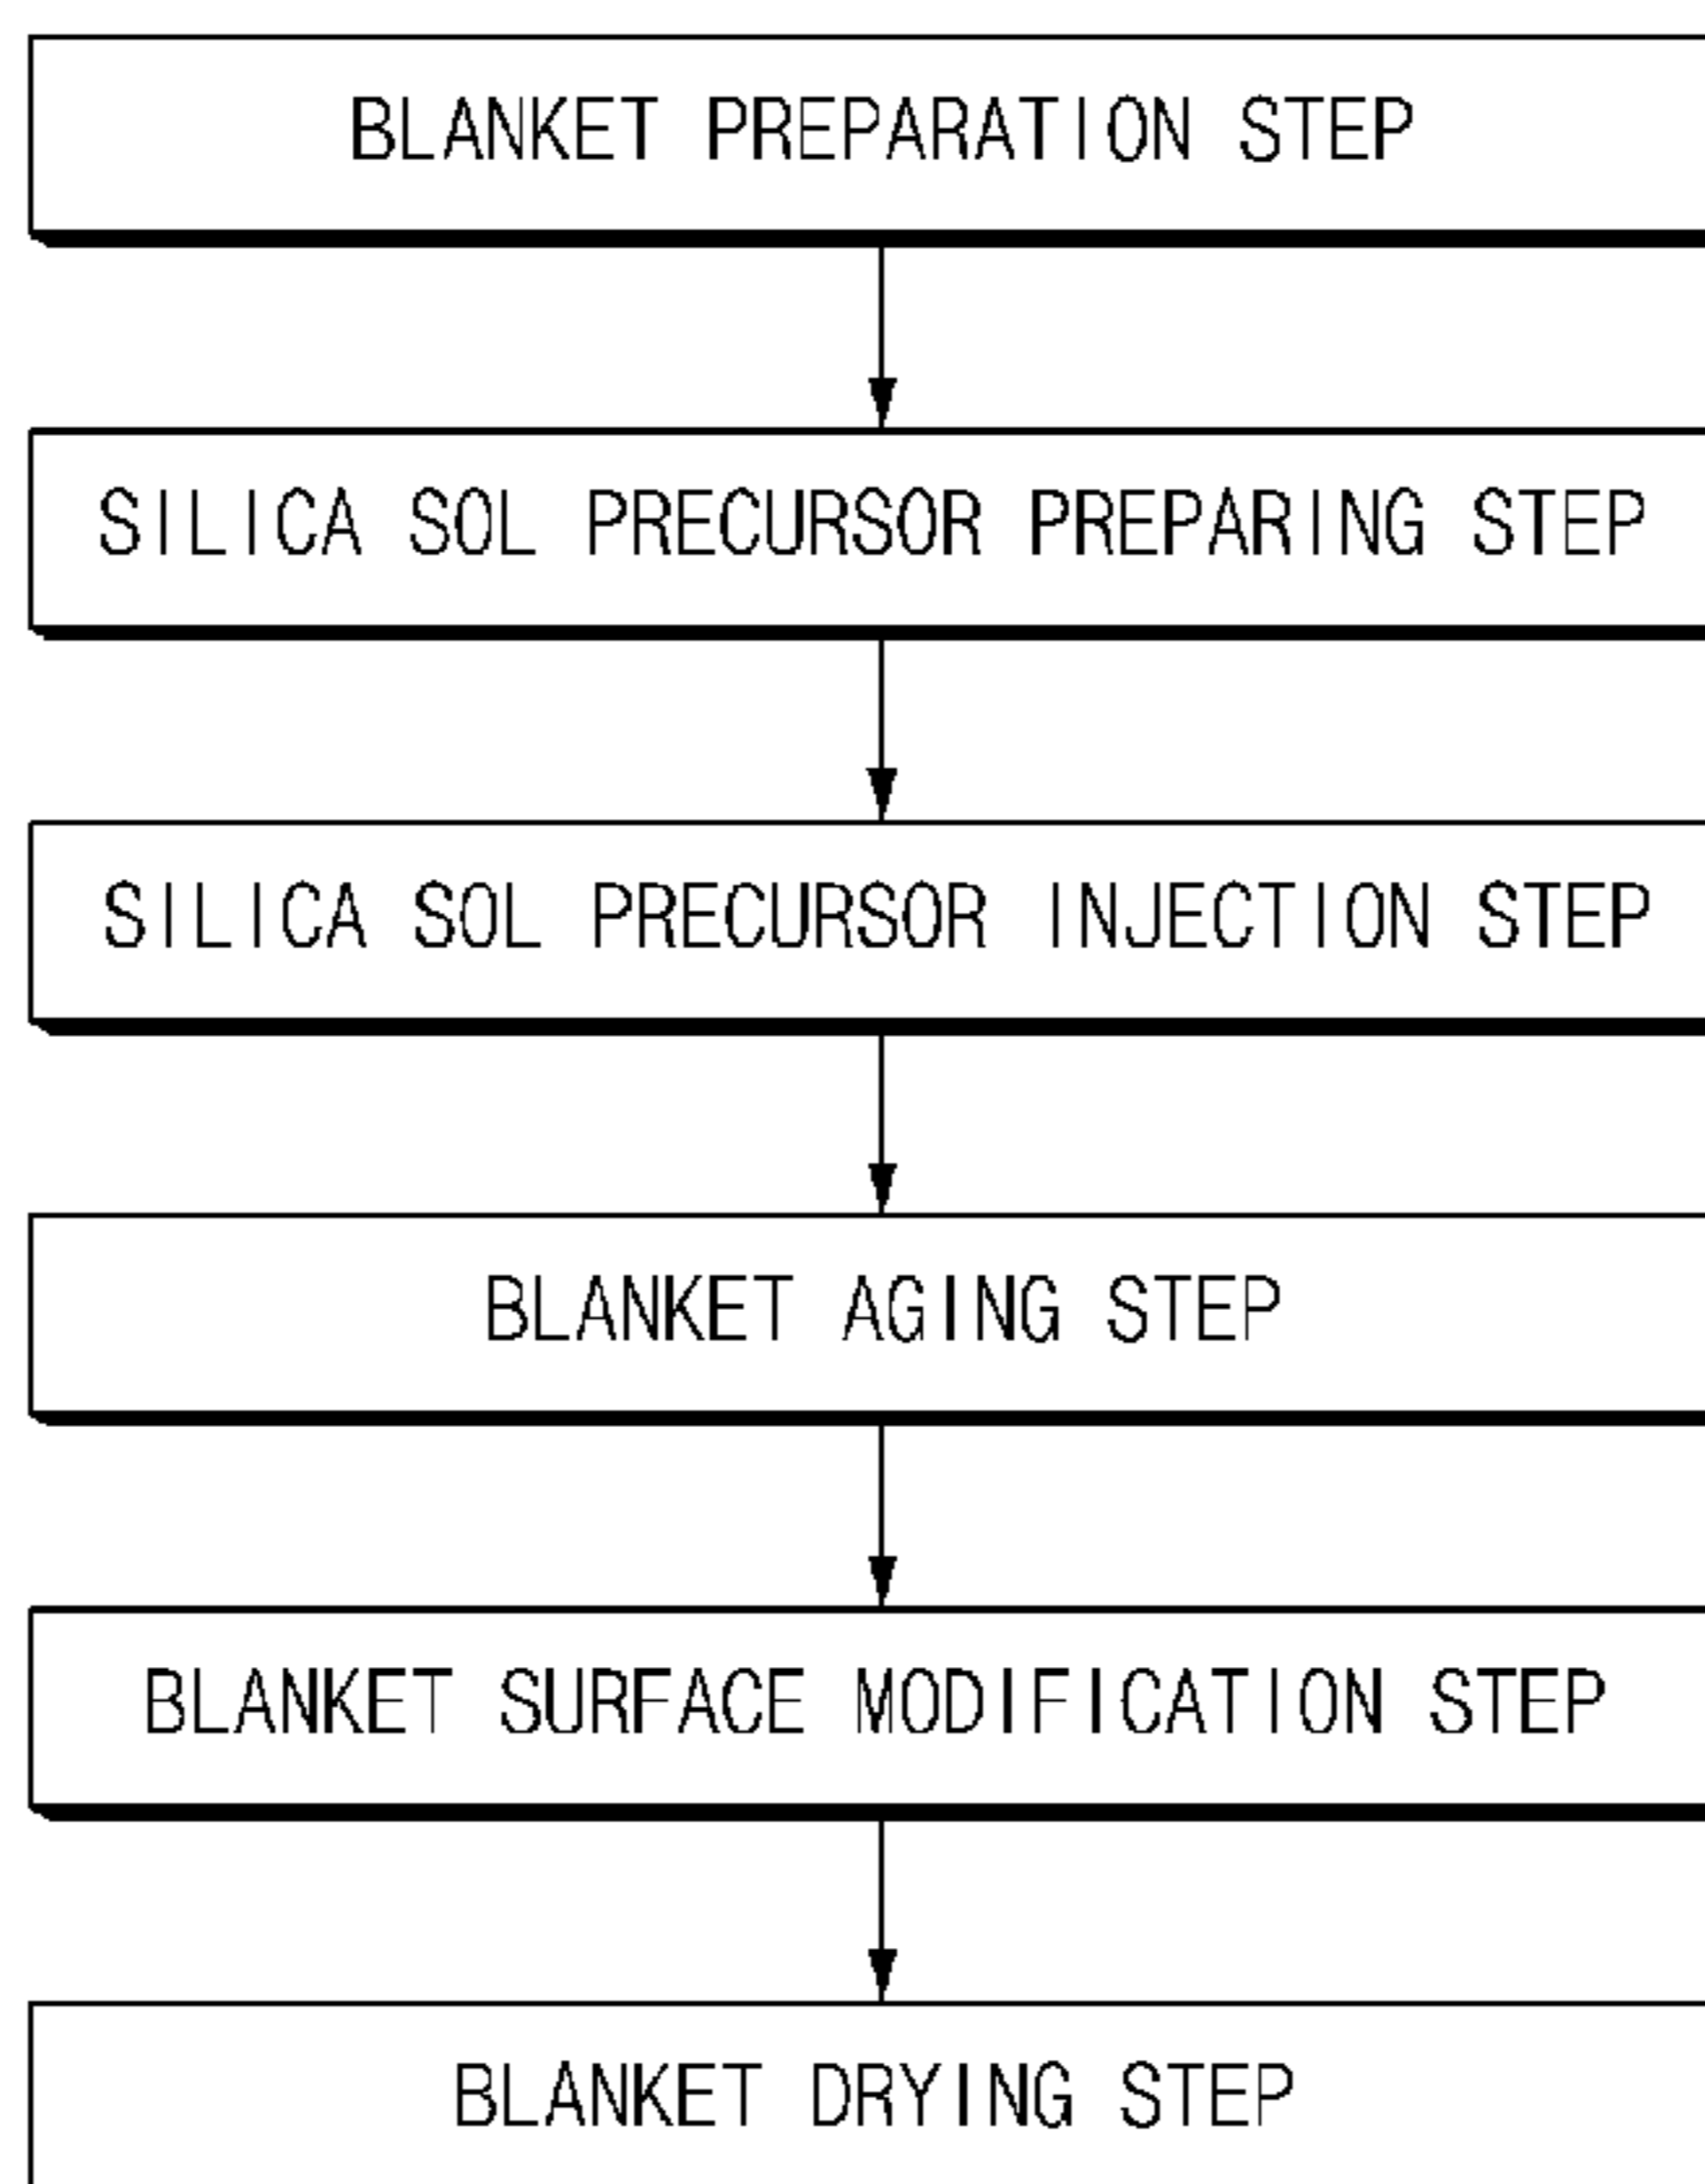 BLANKET PREPARATION STEP
SILICA SOL PRECURSOR PREPARING STEP
SILICA SOL PRECURSOR INJECTION STEP
BLANKET AGING STEP
BLANKET SURFACE MODIFICATION STEP
BLANKET DRYING STEP